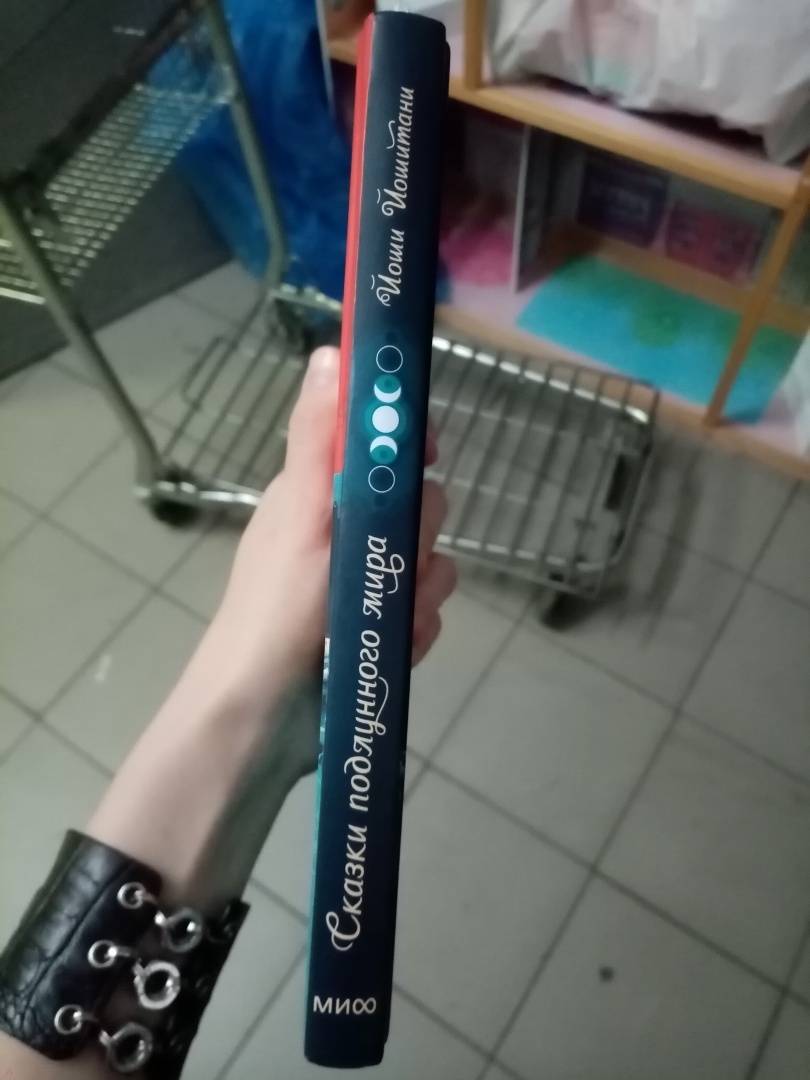 Йоши Йошитани
Сказки подлунного мира
МИФ